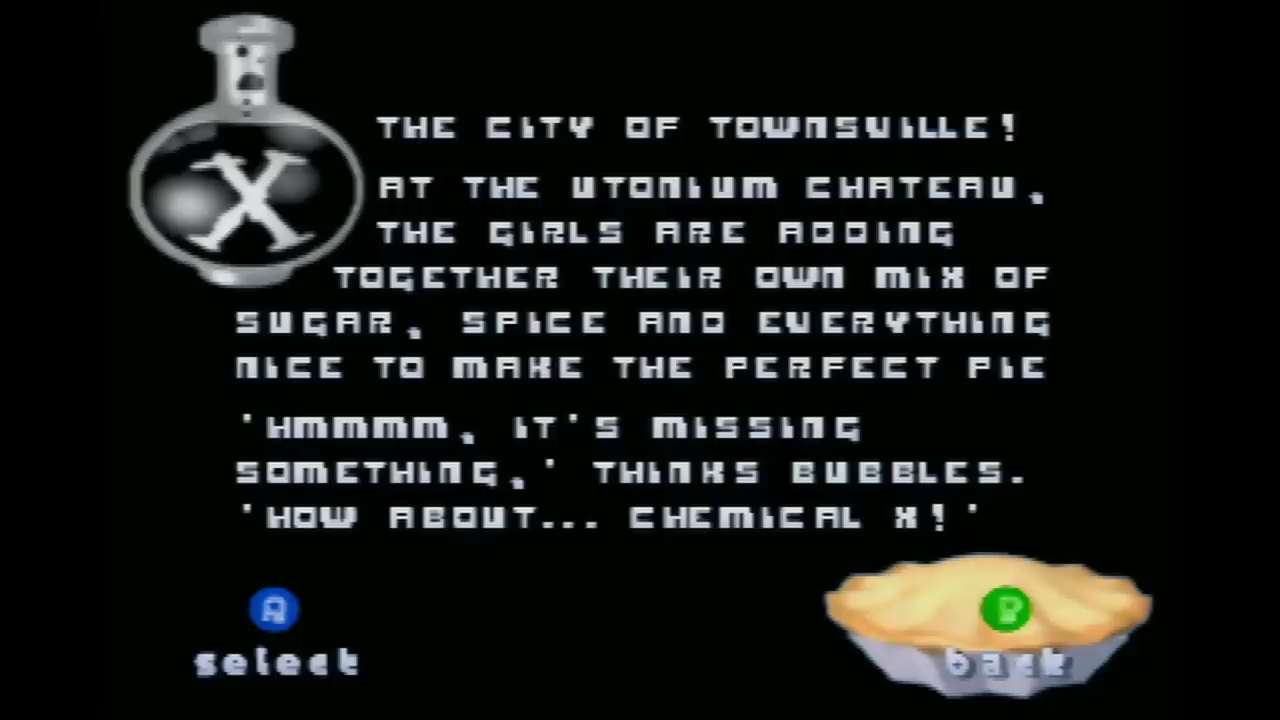 X
THE CITY OF TOWNSVILLE!
AT THE UTONIUM CHATEAU,
THE GIRLS ARE ADDING
TOGETHER THEIR OWN MIX OF
SUGAR, SPICE AND EVERYTHING
NICE TO MAKE THE PERFECT PIE
'HMMMM, IT'S MISSING
SOMETHING,' THINKS BUBBLES.
'HOW ABOUT... CHEMICAL X!'
A B
select back